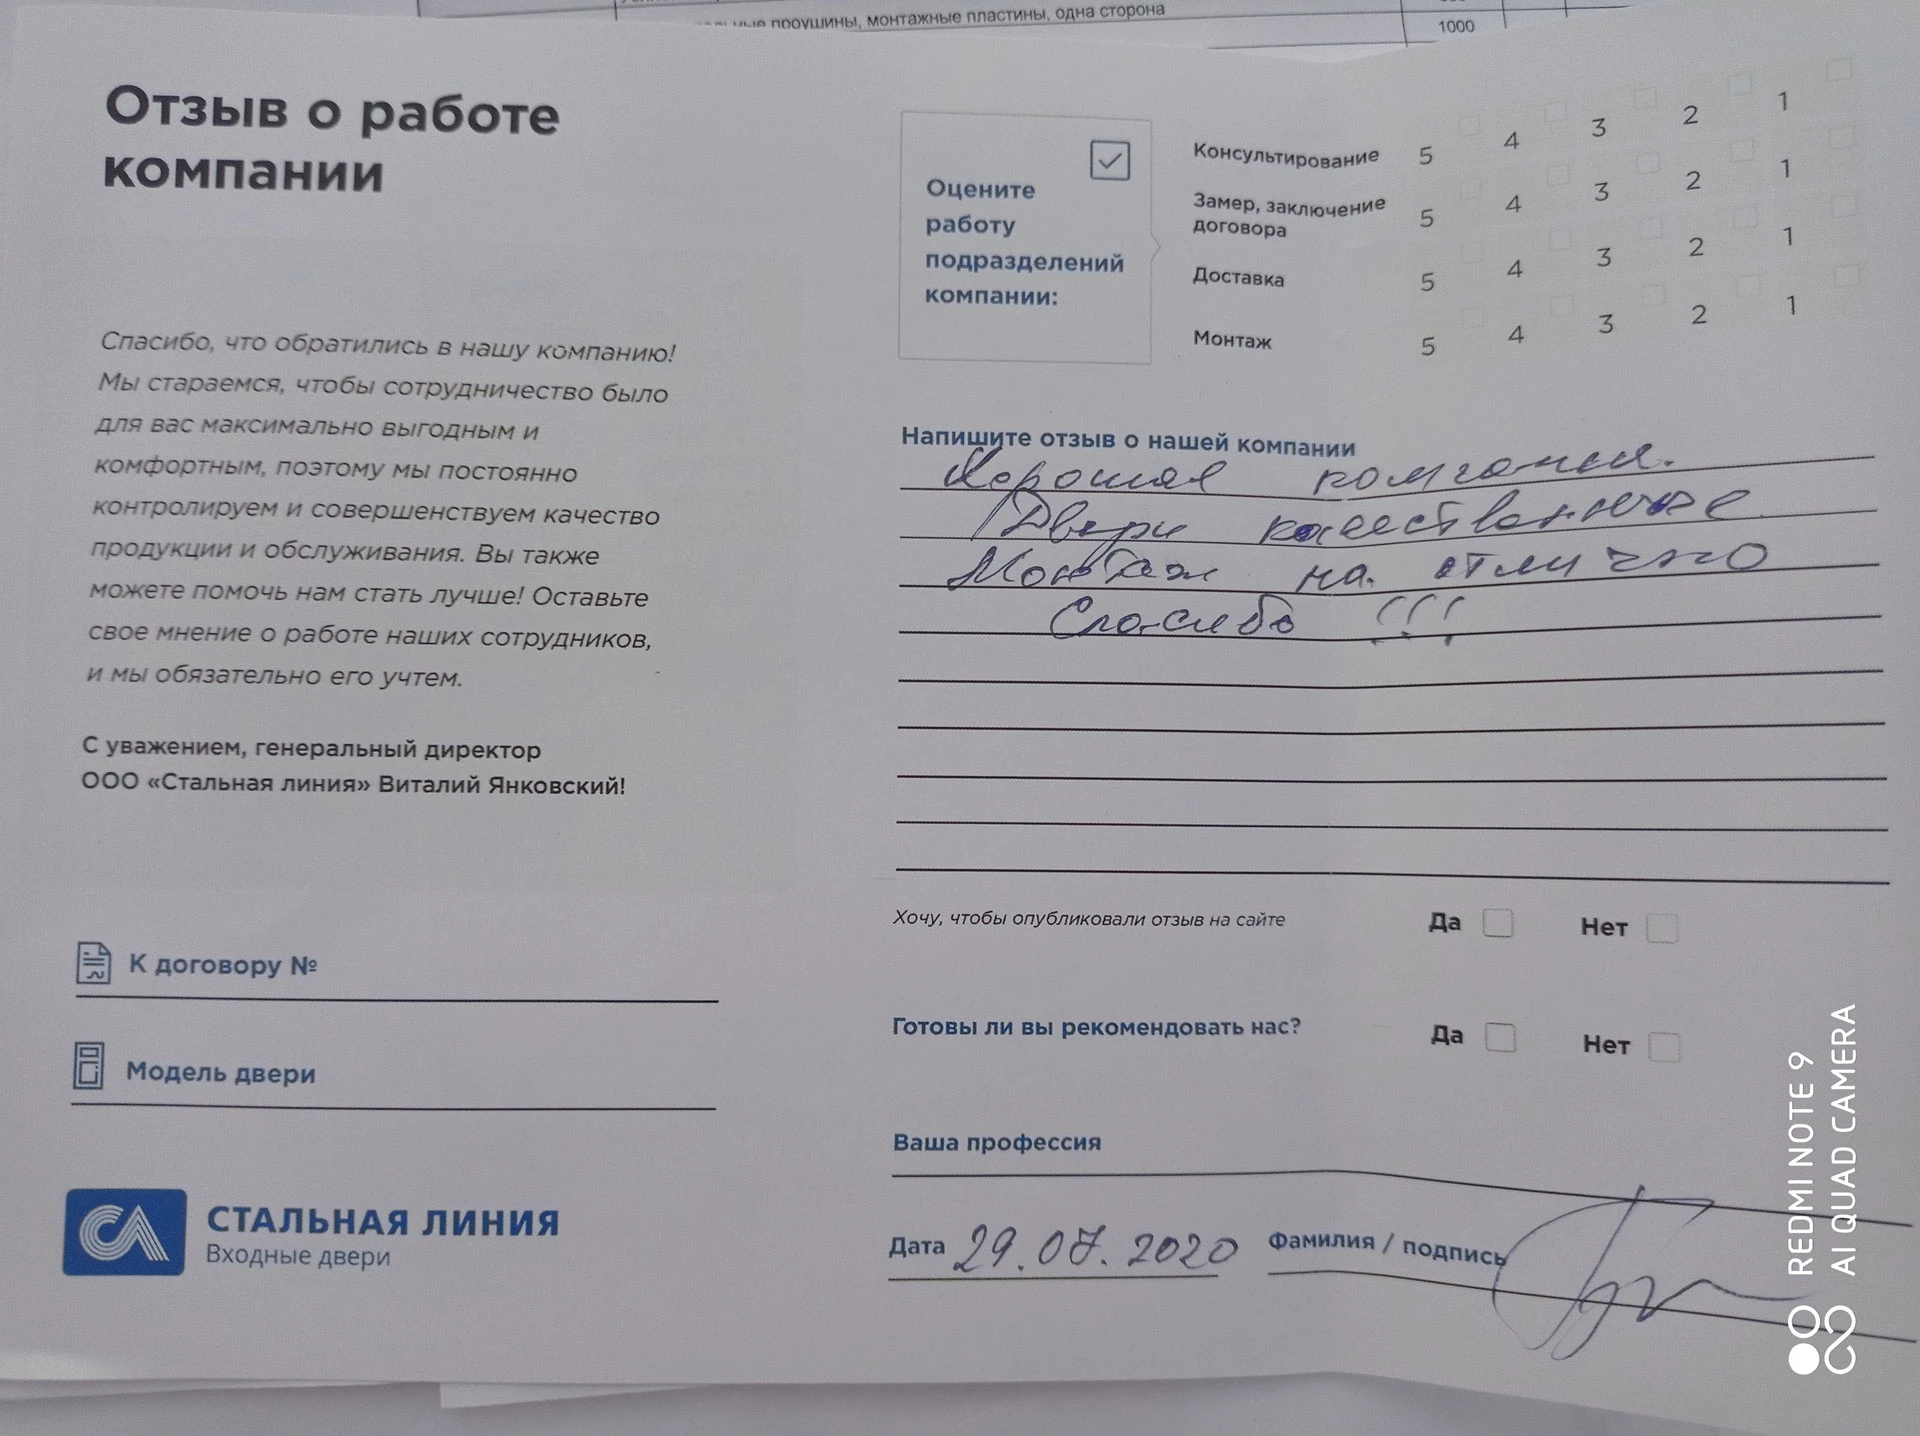 проушины, монтажные пластины, одна сторона
1000
Отзыв о работе
компании
Спасибо, что обратились в нашу компанию!
Мы стараемся, чтобы сотрудничество было
для вас максимально выгодным и
комфортным, поэтому мы постоянно
контролируем и совершенствуем качество
продукции и обслуживания. Вы также
можете помочь нам стать лучше! Оставьте
свое мнение о работе наших сотрудников,
и мы обязательно его учтем.
С уважением, генеральный директор
ООО «Стальная линия» Виталий Янковский!
К договору №
Модель двери
СТАЛЬНАЯ ЛИНИЯ
Входные двери
Оцените
работу
подразделений
компании:
Консультирование 5 4 3 2 1
Замер, заключение
договора 5 4 3 2 1
Доставка 5 4 3 2 1
Монтаж 5 4 3 2 1
Напишите отзыв о нашей компании
Хорошая компания.
Двери качественные
Монтаж на отлично
Спасибо !!!
Хочу, чтобы опубликовали отзыв на сайте Да Нет
Готовы ли вы рекомендовать нас? Да Нет
Ваша профессия
Дата 29.07.2020 Фамилия / подпись
REDMI NOTE 9
AI QUAD CAMERA